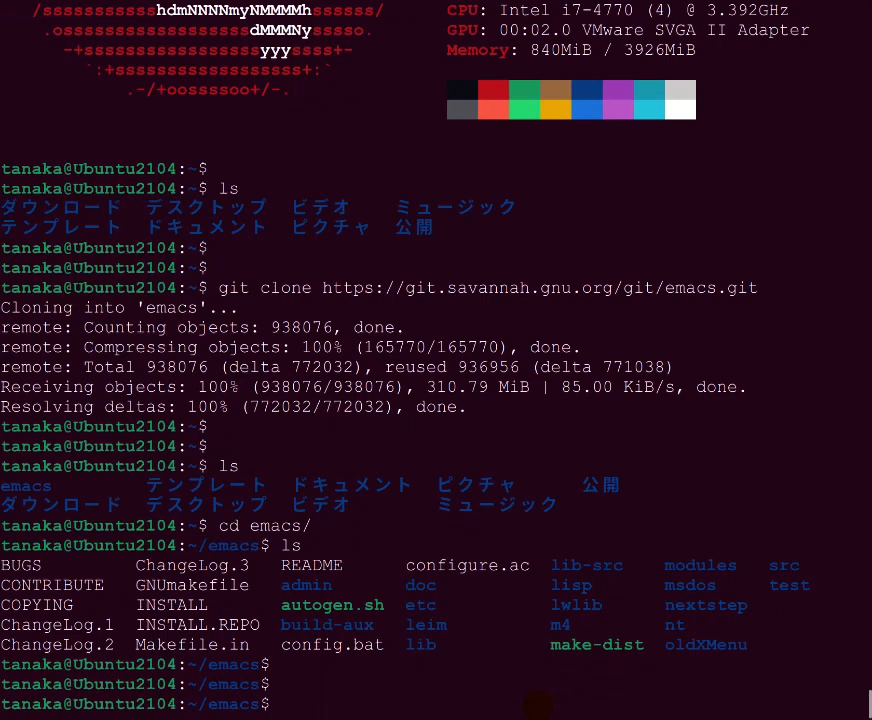 /sssssssssshdmNNNNmyNMMMMhssssss/ CPU: Intel i7-4770 (4) @ 3.392GHz
.ossssssssssssssssssdMMMNysssso. GPU: 00:02.0 VMware SVGA II Adapter
-+sssssssssssssssssyyyssss+- Memory: 840MiB / 3926MiB
`:+ssssssssssssssssss+:`
.-/+oossssoo+/-.
tanaka@Ubuntu2104:~$
tanaka@Ubuntu2104:~$ ls
ダウンロード デスクトップ ビデオ ミュージック
テンプレート ドキュメント ピクチャ 公開
tanaka@Ubuntu2104:~$
tanaka@Ubuntu2104:~$
tanaka@Ubuntu2104:~$ git clone https://git.savannah.gnu.org/git/emacs.git
Cloning into 'emacs'...
remote: Counting objects: 938076, done.
remote: Compressing objects: 100% (165770/165770), done.
remote: Total 938076 (delta 772032), reused 936956 (delta 771038)
Receiving objects: 100% (938076/938076), 310.79 MiB | 85.00 KiB/s, done.
Resolving deltas: 100% (772032/772032), done.
tanaka@Ubuntu2104:~$
tanaka@Ubuntu2104:~$
tanaka@Ubuntu2104:~$ ls
emacs テンプレート ドキュメント ピクチャ 公開
ダウンロード デスクトップ ビデオ ミュージック
tanaka@Ubuntu2104:~$ cd emacs/
tanaka@Ubuntu2104:~/emacs$ ls
BUGS ChangeLog.3 README configure.ac lib-src modules src
CONTRIBUTE GNUmakefile admin doc lisp msdos test
COPYING INSTALL autogen.sh etc lwlib nextstep
ChangeLog.1 INSTALL.REPO build-aux leim m4 nt
ChangeLog.2 Makefile.in config.bat lib make-dist oldXMenu
tanaka@Ubuntu2104:~/emacs$
tanaka@Ubuntu2104:~/emacs$
tanaka@Ubuntu2104:~/emacs$